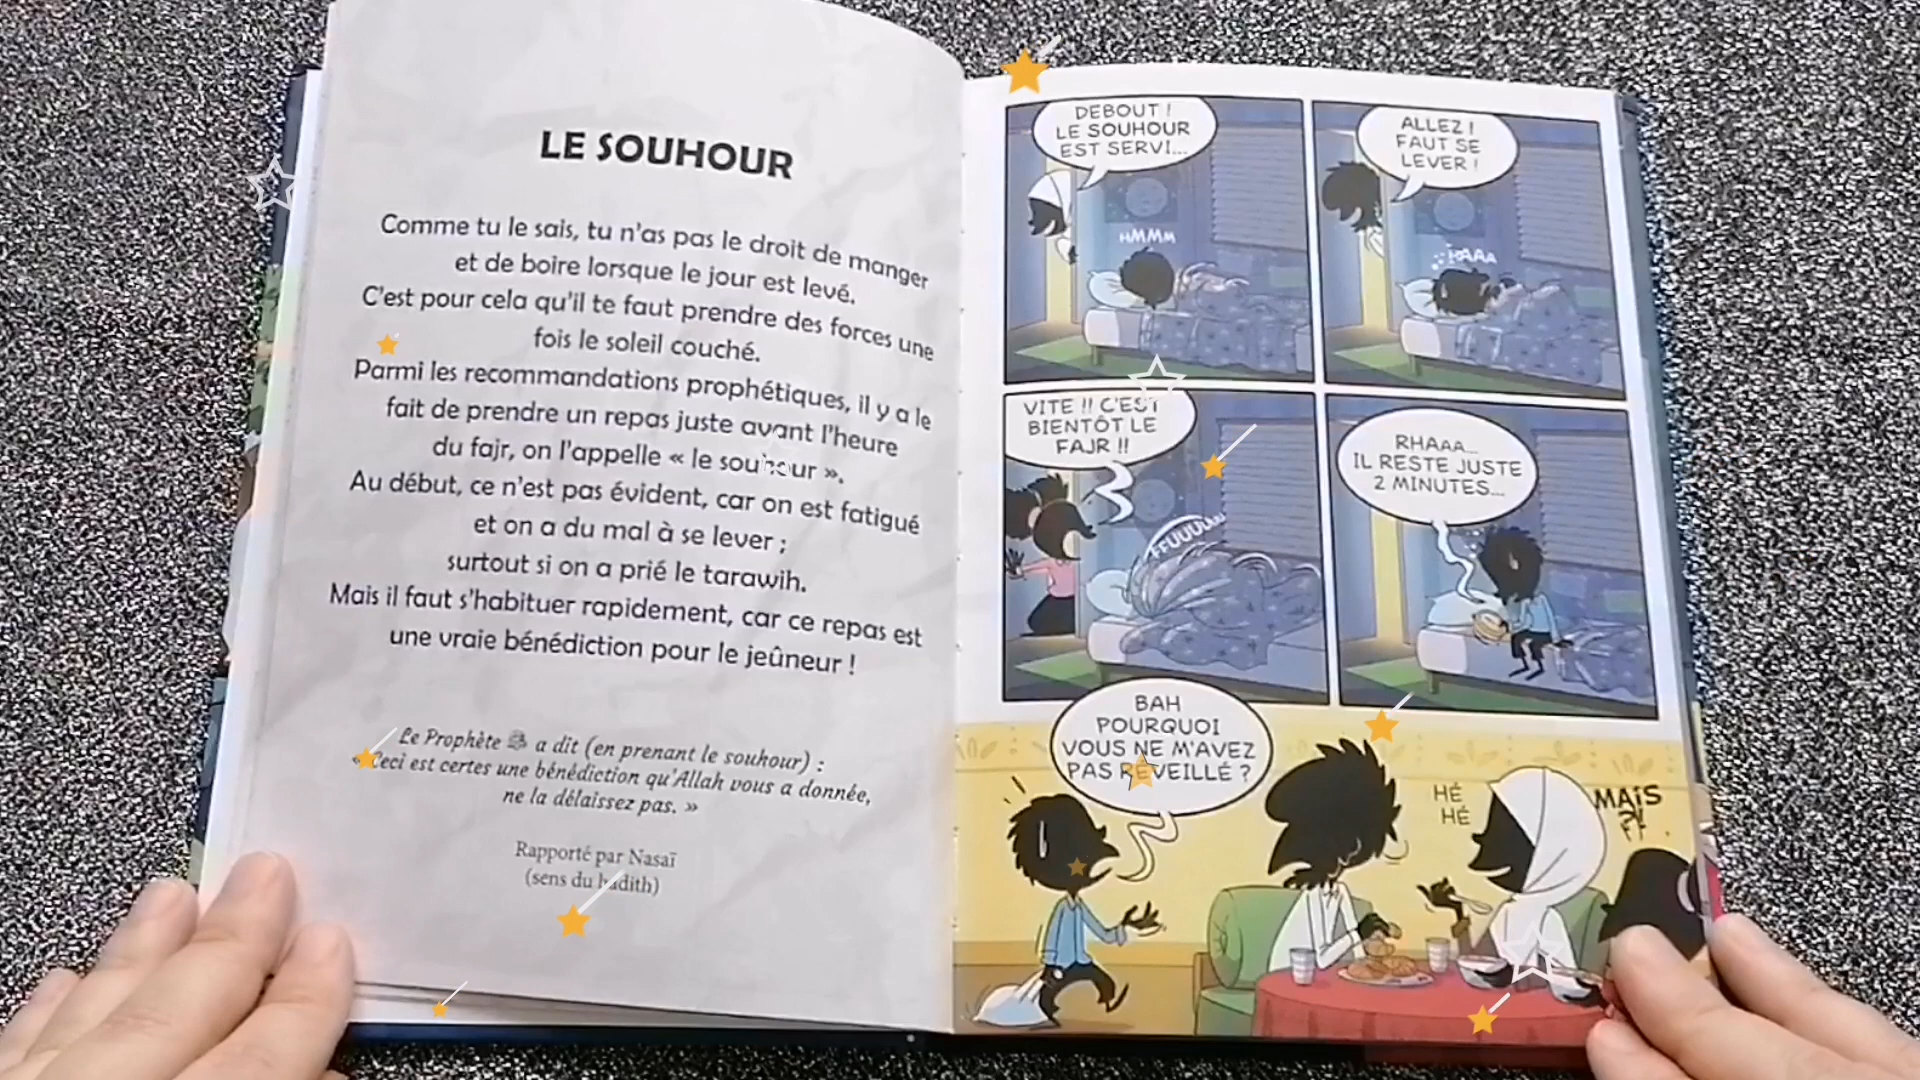 LE SOUHOUR
Comme tu le sais, tu n'as pas le droit de manger
et de boire lorsque le jour est levé.
C'est pour cela qu'il te faut prendre des forces une
fois le soleil couché.
Parmi les recommandations prophétiques, il y a le
fait de prendre un repas juste avant l'heure
du fajr, on l'appelle « le souhour ».
Au début, ce n'est pas évident, car on est fatigué
et on a du mal à se lever ;
surtout si on a prié le tarawih.
Mais il faut s'habituer rapidement, car ce repas est
une vraie bénédiction pour le jeûneur !
Le Prophète ﷺ a dit (en prenant le souhour) :
« Ceci est certes une bénédiction qu'Allah vous a donnée,
ne la délaissez pas. »
Rapporté par Nasaï
(sens du hadith)
DEBOUT !
LE SOUHOUR
EST SERVI...
HMMM
ALLEZ !
FAUT SE
LEVER !
VITE !! C'EST
BIENTÔT LE
FAJR !!
RHAAA...
IL RESTE JUSTE
2 MINUTES...
BAH
POURQUOI
VOUS NE M'AVEZ
PAS RÉVEILLÉ ?
HÉ
HÉ
MAIS
?!